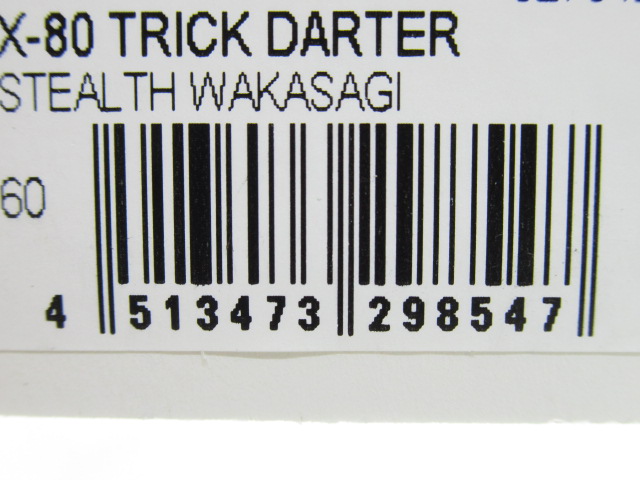 X-80 TRICK DARTER
STEALTH WAKASAGI
60
4 513473 298547